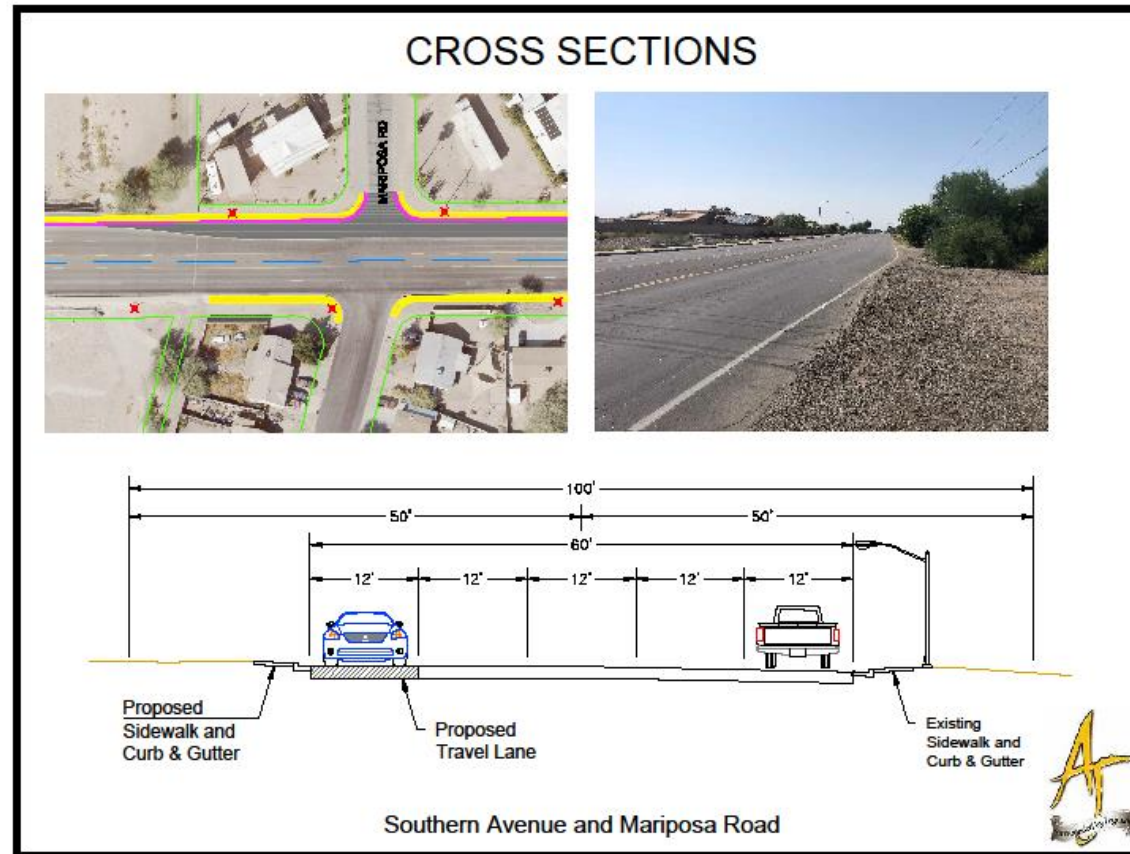 CROSS SECTIONS
MARIPOSA RD
100'
50'
50'
60'
12'
12'
12'
12'
12'
Proposed
Sidewalk and
Curb & Gutter
Proposed
Travel Lane
Existing
Sidewalk and
Curb & Gutter
AJ
Southern Avenue and Mariposa Road